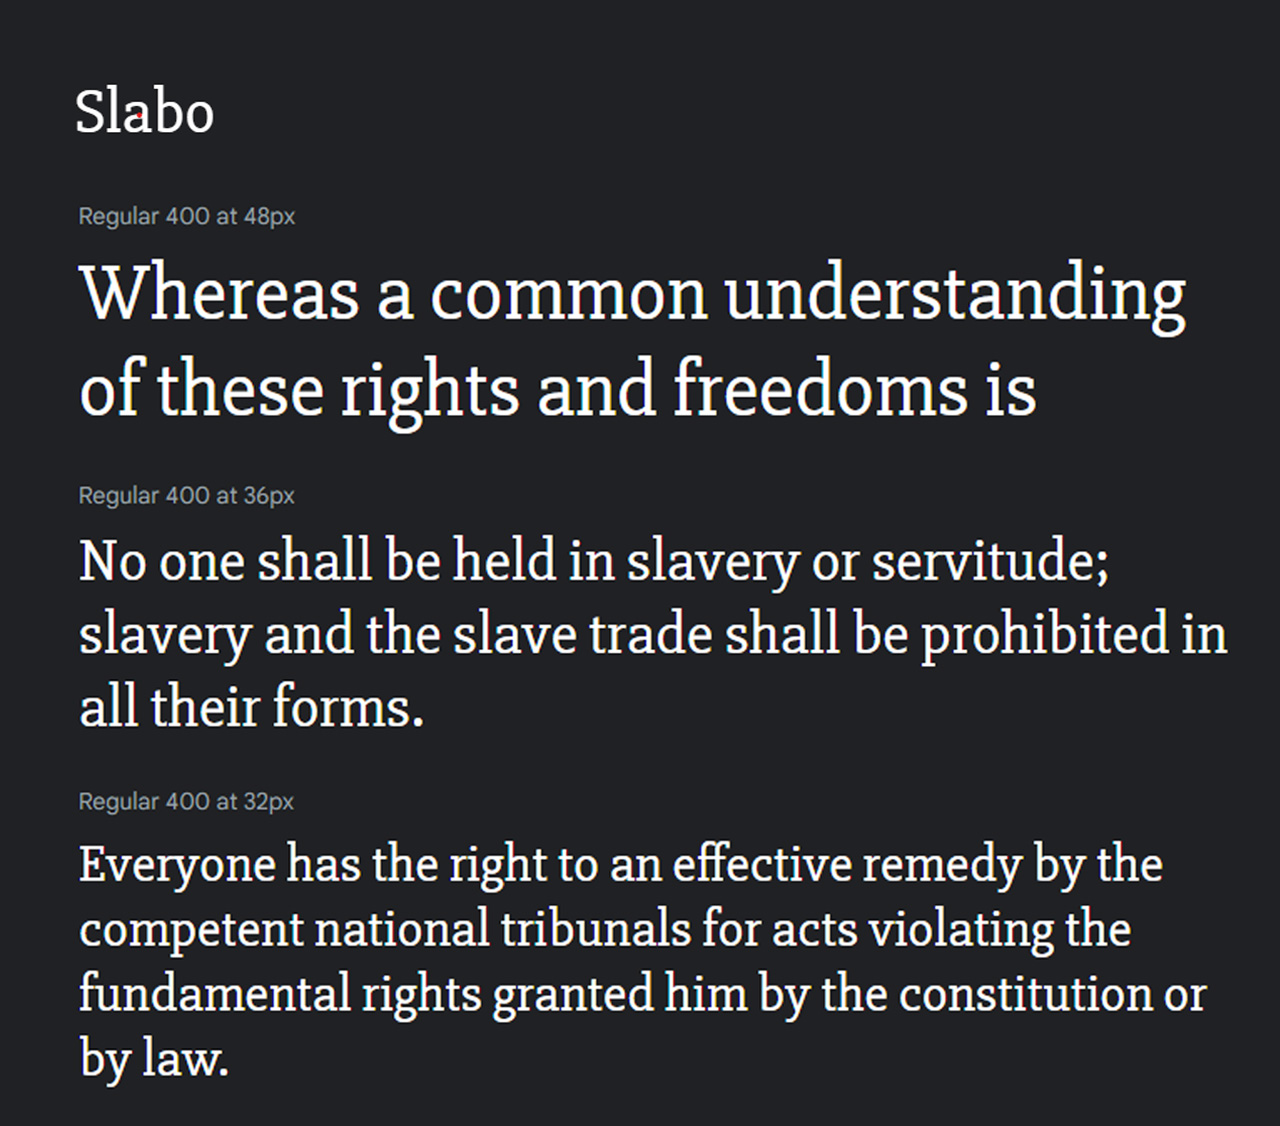 Slabo
Regular 400 at 48px
Whereas a common understanding
of these rights and freedoms is
Regular 400 at 36px
No one shall be held in slavery or servitude;
slavery and the slave trade shall be prohibited in
all their forms.
Regular 400 at 32px
Everyone has the right to an effective remedy by the
competent national tribunals for acts violating the
fundamental rights granted him by the constitution or
by law.